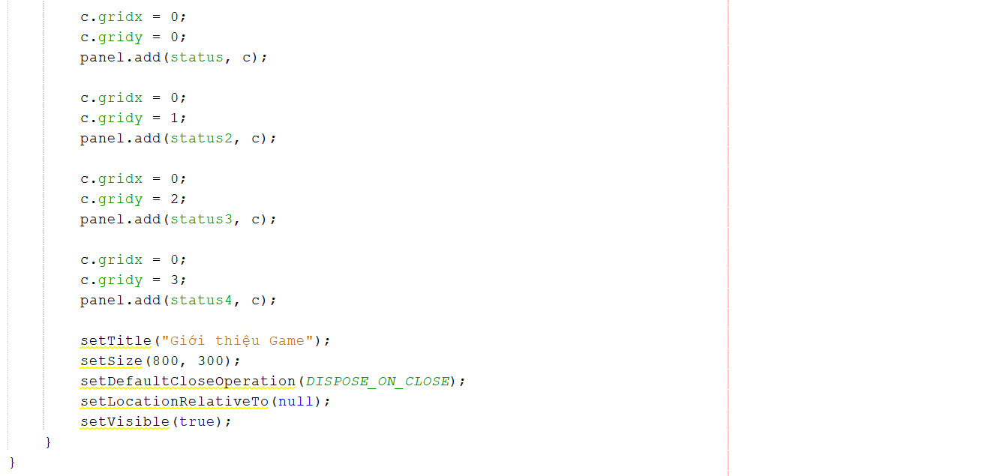 c.gridx = 0;
c.gridy = 0;
panel.add(status, c);
c.gridx = 0;
c.gridy = 1;
panel.add(status2, c);
c.gridx = 0;
c.gridy = 2;
panel.add(status3, c);
c.gridx = 0;
c.gridy = 3;
panel.add(status4, c);
setTitle("Giới thiệu Game");
setSize(800, 300);
setDefaultCloseOperation(DISPOSE_ON_CLOSE);
setLocationRelativeTo(null);
setVisible(true);
}
}